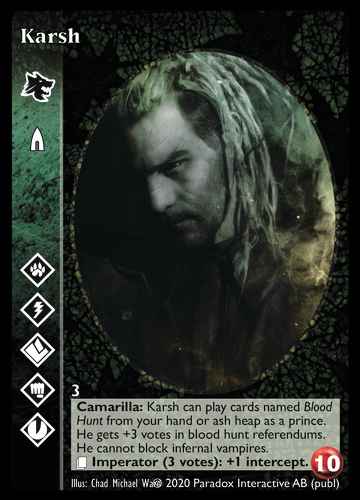 Karsh
3
Camarilla: Karsh can play cards named Blood
Hunt from your hand or ash heap as a prince.
He gets +3 votes in blood hunt referendums.
He cannot block infernal vampires.
Imperator (3 votes): +1 intercept.
10
Illus: Chad Michael Wa@ 2020 Paradox Interactive AB (publ)